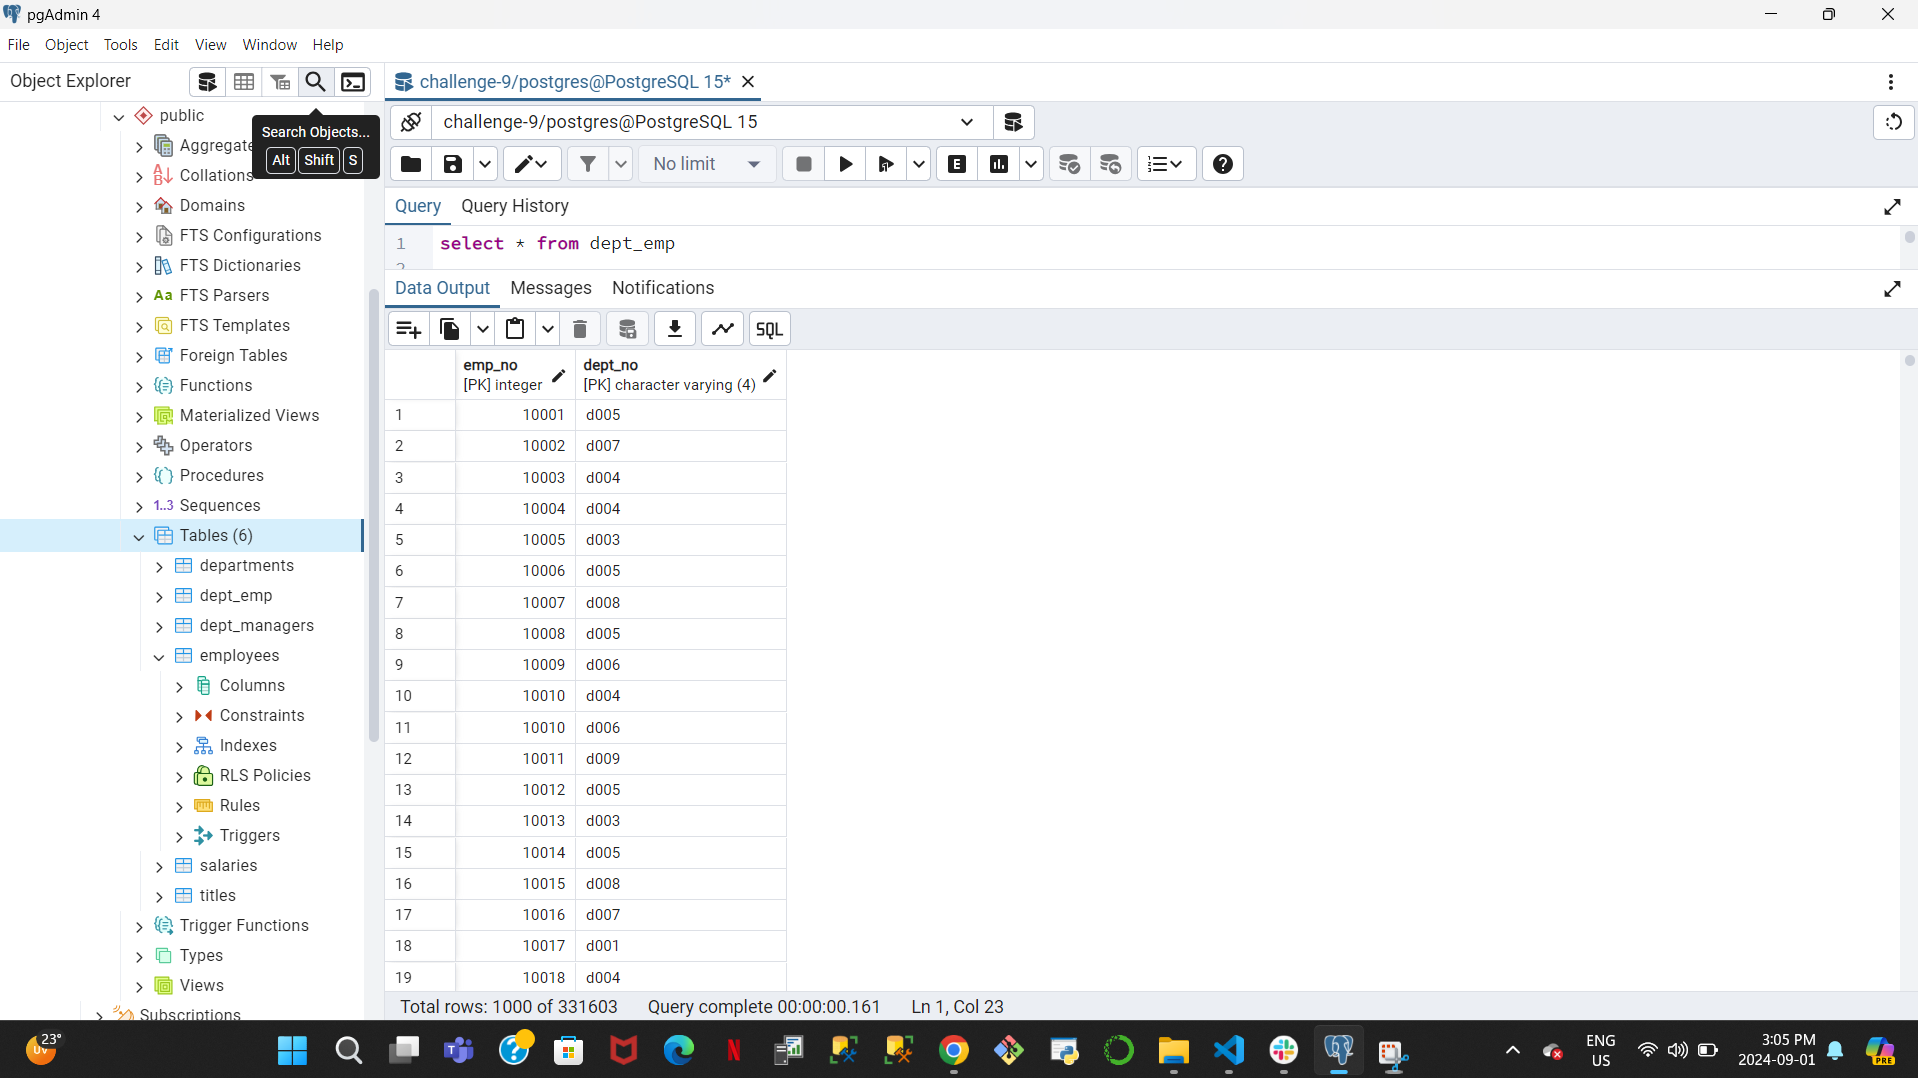 pgAdmin 4
File Object Tools Edit View Window Help
Object Explorer
challenge-9/postgres@PostgreSQL 15*
public
Search Objects...
Alt Shift S
Aggregate
Collations
Domains
FTS Configurations
FTS Dictionaries
Aa FTS Parsers
FTS Templates
Foreign Tables
Functions
Materialized Views
Operators
Procedures
1..3 Sequences
Tables (6)
departments
dept_emp
dept_managers
employees
Columns
Constraints
Indexes
RLS Policies
Rules
Triggers
salaries
titles
Trigger Functions
Types
Views
Subscriptions
challenge-9/postgres@PostgreSQL 15
No limit
E
Query Query History
1 select * from dept_emp
2
Data Output Messages Notifications
SQL
emp_no dept_no
[PK] integer [PK] character varying (4)
1 10001 d005
2 10002 d007
3 10003 d004
4 10004 d004
5 10005 d003
6 10006 d005
7 10007 d008
8 10008 d005
9 10009 d006
10 10010 d004
11 10010 d006
12 10011 d009
13 10012 d005
14 10013 d003
15 10014 d005
16 10015 d008
17 10016 d007
18 10017 d001
19 10018 d004
Total rows: 1000 of 331603 Query complete 00:00:00.161 Ln 1, Col 23
23°
UV
ENG
US
3:05 PM
2024-09-01
PRE